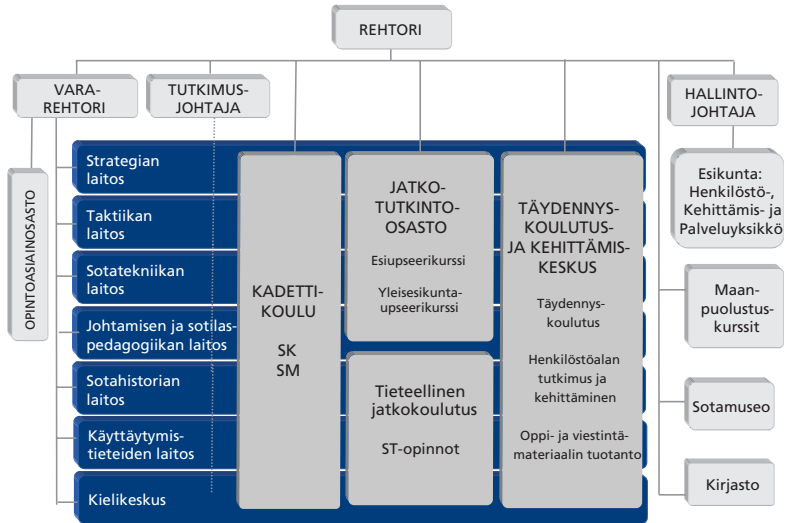 REHTORI
VARA-
REHTORI
TUTKIMUS-
JOHTAJA
HALLINTO-
JOHTAJA
OPINTOASIAINOSASTO
Strategian
laitos
Taktiikan
laitos
Sotatekniikan
laitos
Johtamisen ja sotilas-
pedagogiikan laitos
Sotahistorian
laitos
Käyttäytymis-
tieteiden laitos
Kielikeskus
KADETTI-
KOULU
SK
SM
JATKO-
TUTKINTO-
OSASTO
Esiupseerikurssi
Yleisesikunta-
upseerikurssi
Tieteellinen
jatkokoulutus
ST-opinnot
TÄYDENNYS-
KOULUTUS-
JA KEHITTÄMIS-
KESKUS
Täydennys-
koulutus
Henkilöstöalan
tutkimus ja
kehittäminen
Oppi- ja viestintä-
materiaalin tuotanto
Esikunta:
Henkilöstö-,
Kehittämis- ja
Palveluyksikkö
Maan-
puolustus-
kurssit
Sotamuseo
Kirjasto